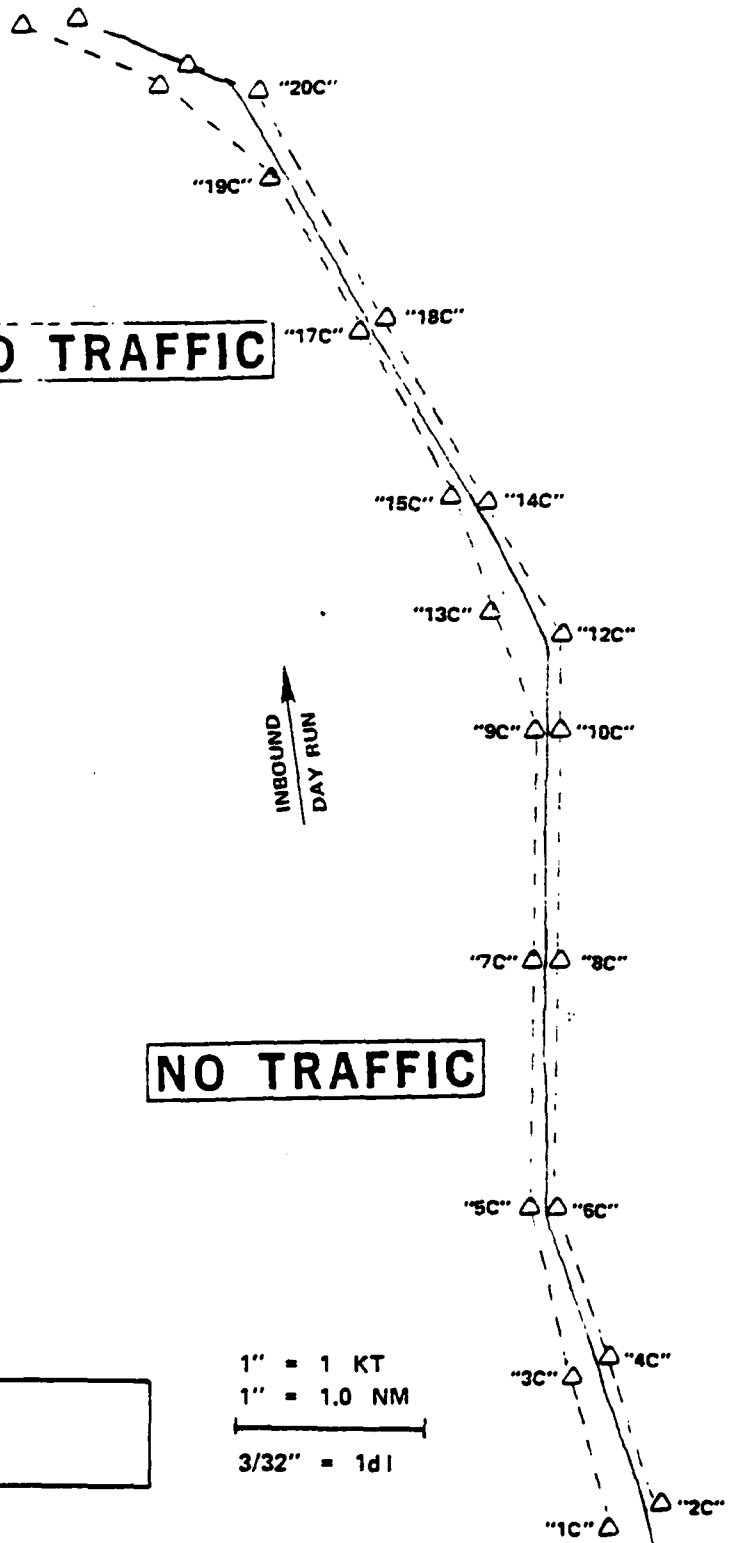 "20C"
"19C"
"18C"
"17C"
O TRAFFIC
"15C"
"14C"
"13C"
"12C"
INBOUND
DAY RUN
"9C"
"10C"
"7C"
"8C"
NO TRAFFIC
"5C"
"6C"
1" = 1 KT
1" = 1.0 NM
3/32" = 1dl
"4C"
"3C"
"2C"
"1C"